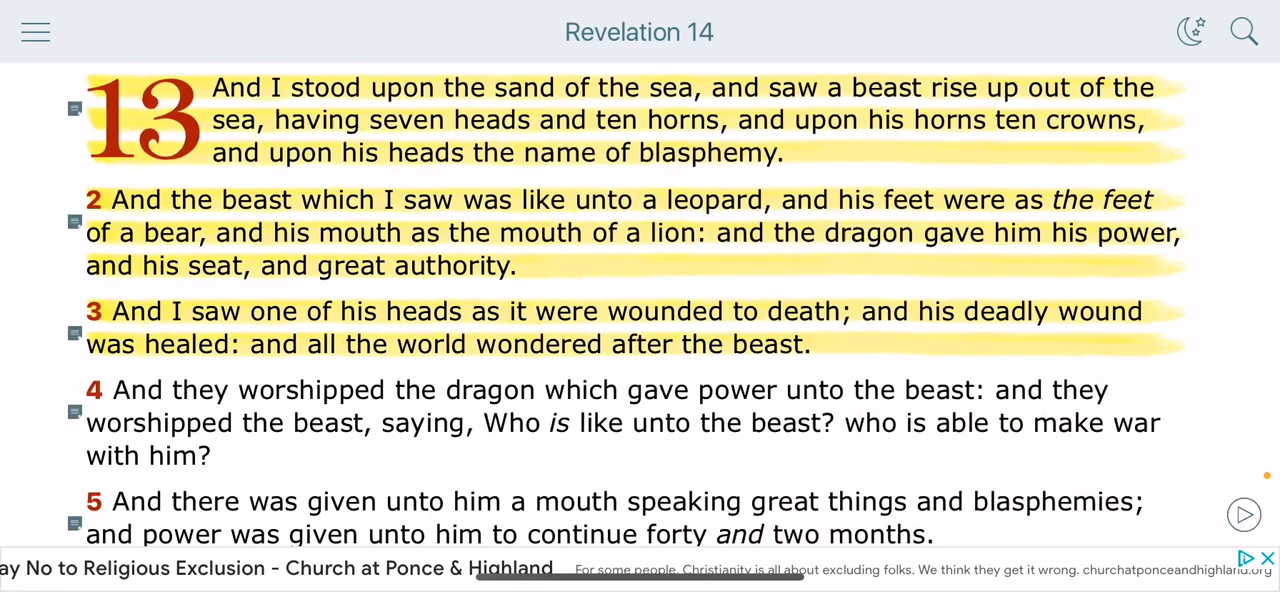 Revelation 14
13 And I stood upon the sand of the sea, and saw a beast rise up out of the
sea, having seven heads and ten horns, and upon his horns ten crowns,
and upon his heads the name of blasphemy.
2 And the beast which I saw was like unto a leopard, and his feet were as the feet
of a bear, and his mouth as the mouth of a lion: and the dragon gave him his power,
and his seat, and great authority.
3 And I saw one of his heads as it were wounded to death; and his deadly wound
was healed: and all the world wondered after the beast.
4 And they worshipped the dragon which gave power unto the beast: and they
worshipped the beast, saying, Who is like unto the beast? who is able to make war
with him?
5 And there was given unto him a mouth speaking great things and blasphemies;
and power was given unto him to continue forty and two months.
ay No to Religious Exclusion - Church at Ponce & Highland For some people, Christianity is all about excluding folks. We think they get it wrong. churchatponceandhighland.org